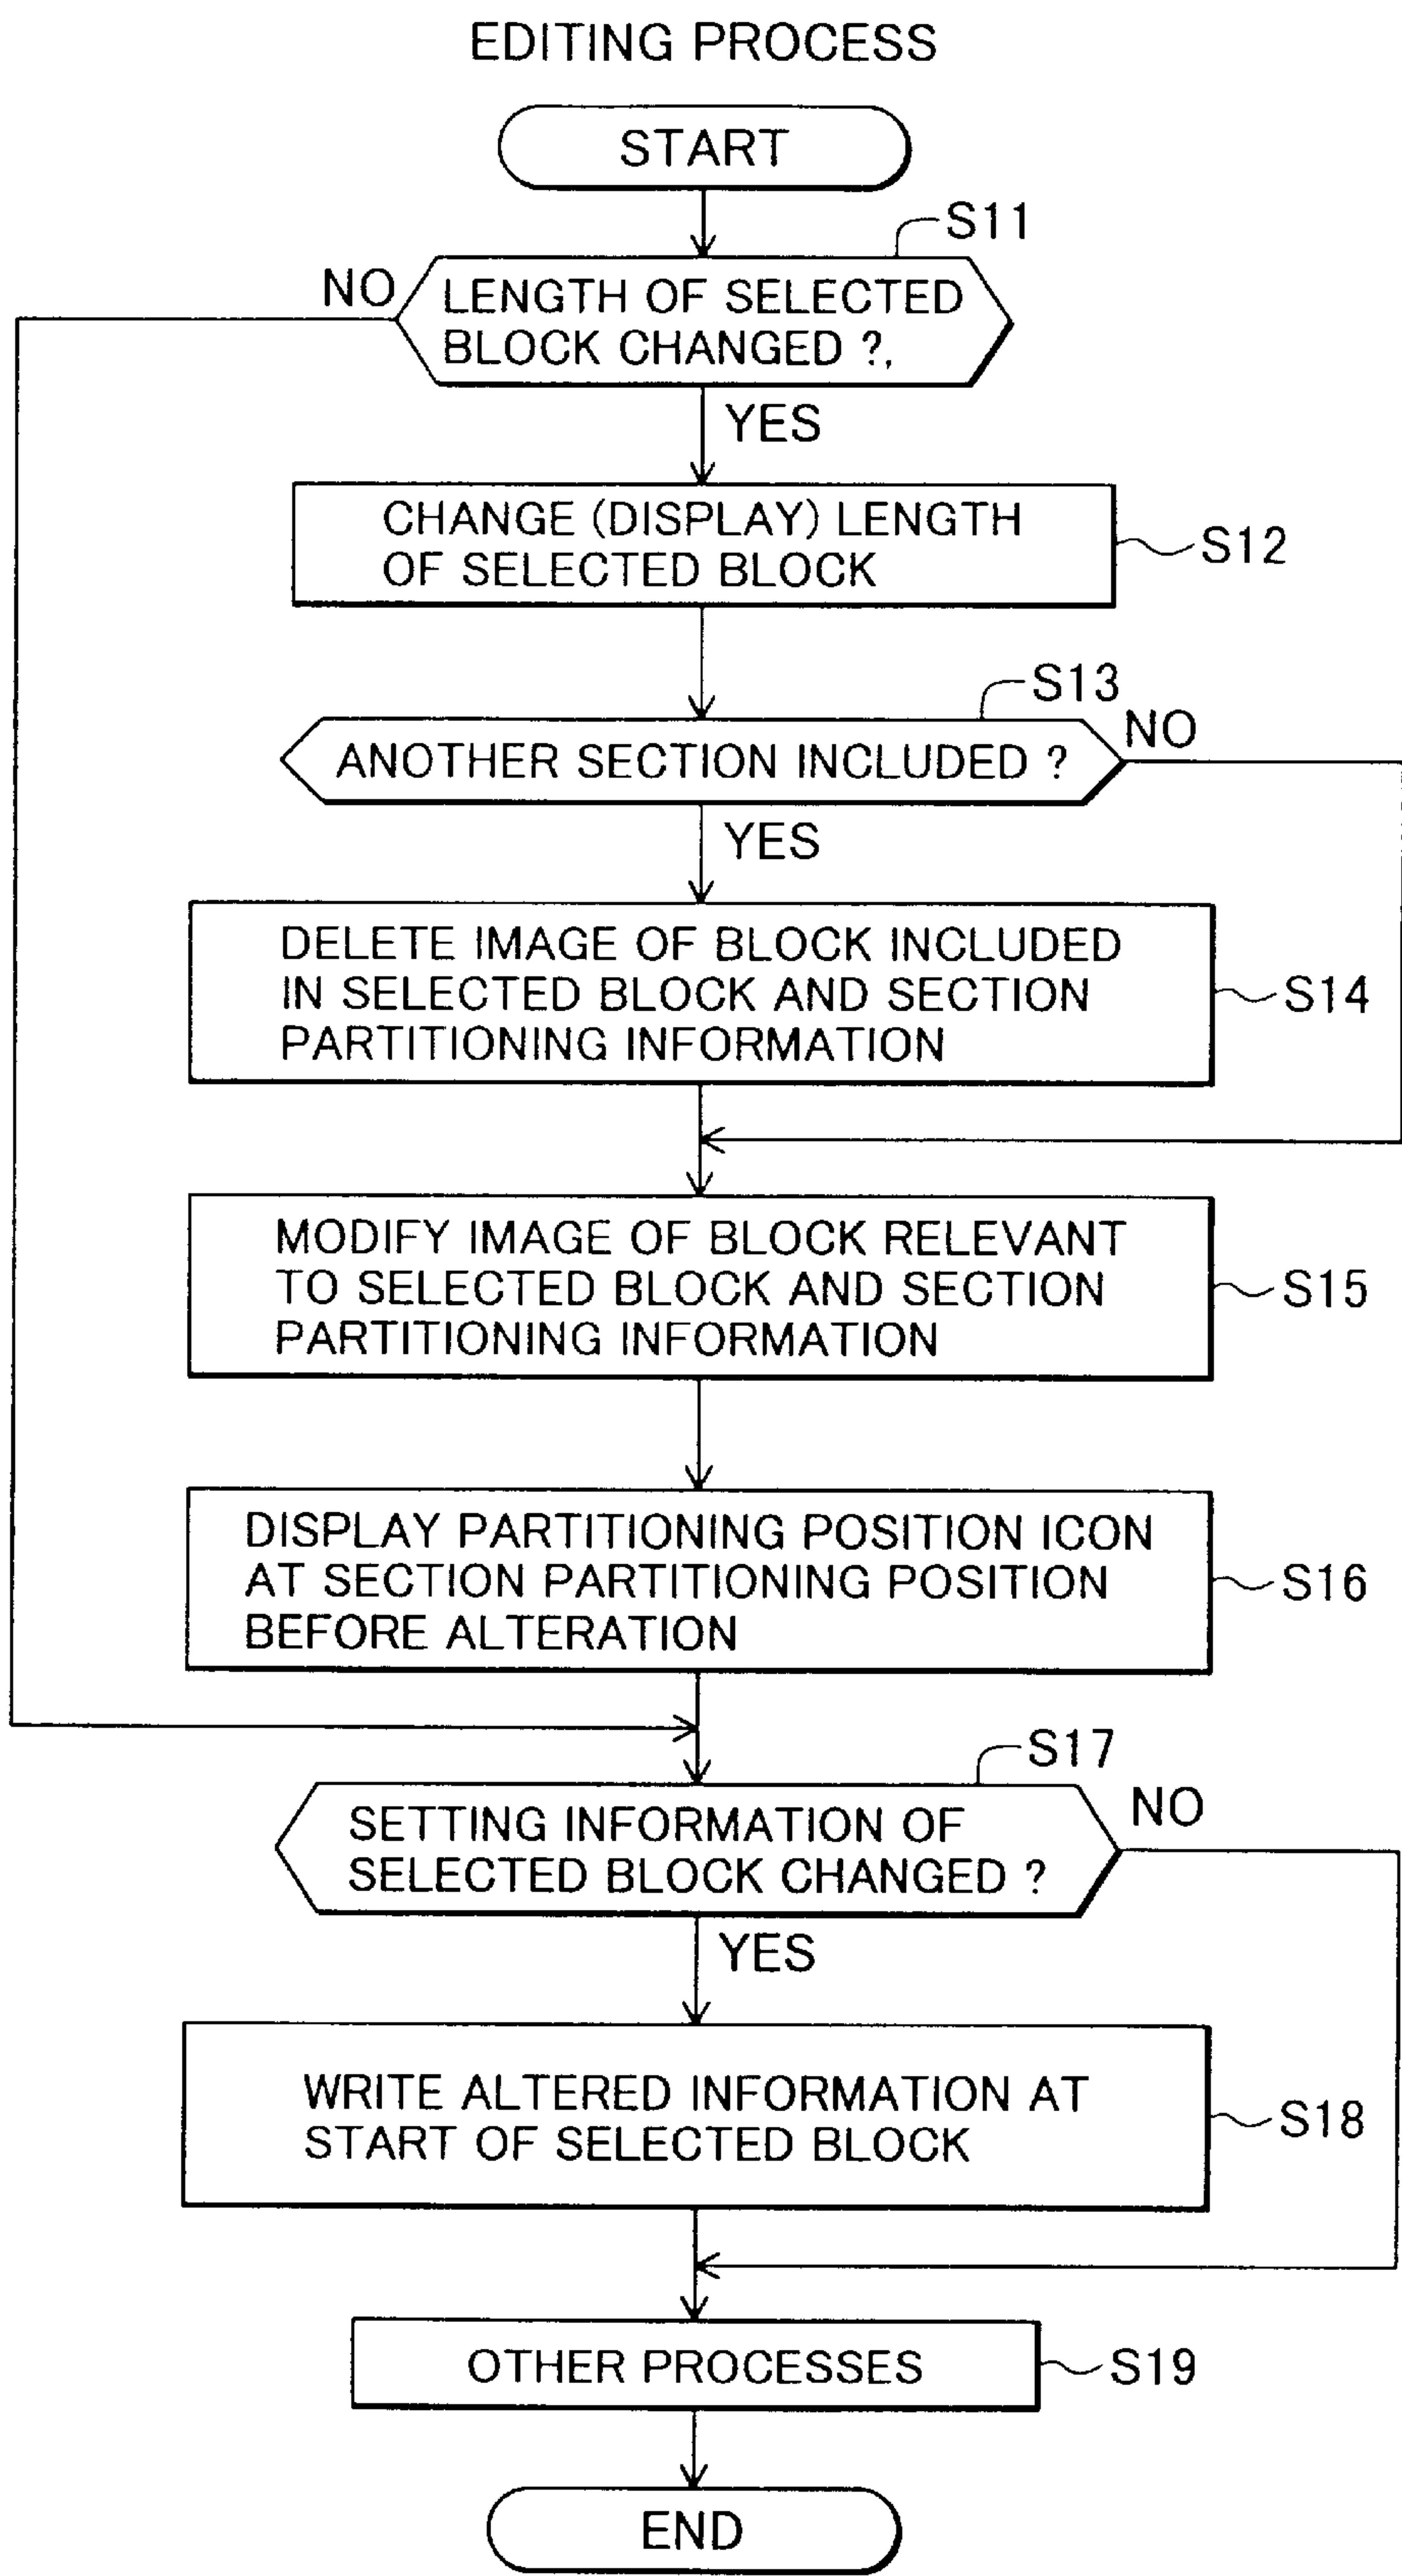 EDITING PROCESS
START
S11
NO
LENGTH OF SELECTED
BLOCK CHANGED ?,
YES
CHANGE (DISPLAY) LENGTH
OF SELECTED BLOCK
S12
S13
ANOTHER SECTION INCLUDED ?
NO
YES
DELETE IMAGE OF BLOCK INCLUDED
IN SELECTED BLOCK AND SECTION
PARTITIONING INFORMATION
S14
MODIFY IMAGE OF BLOCK RELEVANT
TO SELECTED BLOCK AND SECTION
PARTITIONING INFORMATION
S15
DISPLAY PARTITIONING POSITION ICON
AT SECTION PARTITIONING POSITION
BEFORE ALTERATION
S16
S17
SETTING INFORMATION OF
SELECTED BLOCK CHANGED ?
NO
YES
WRITE ALTERED INFORMATION AT
START OF SELECTED BLOCK
S18
OTHER PROCESSES
S19
END